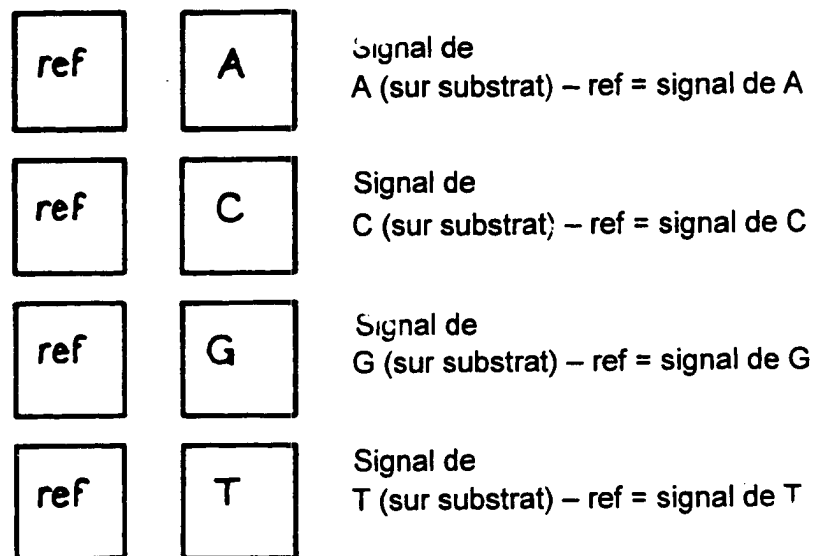 ref A Signal de
A (sur substrat) – ref = signal de A
ref C Signal de
C (sur substrat) – ref = signal de C
ref G Signal de
G (sur substrat) – ref = signal de G
ref T Signal de
T (sur substrat) – ref = signal de T